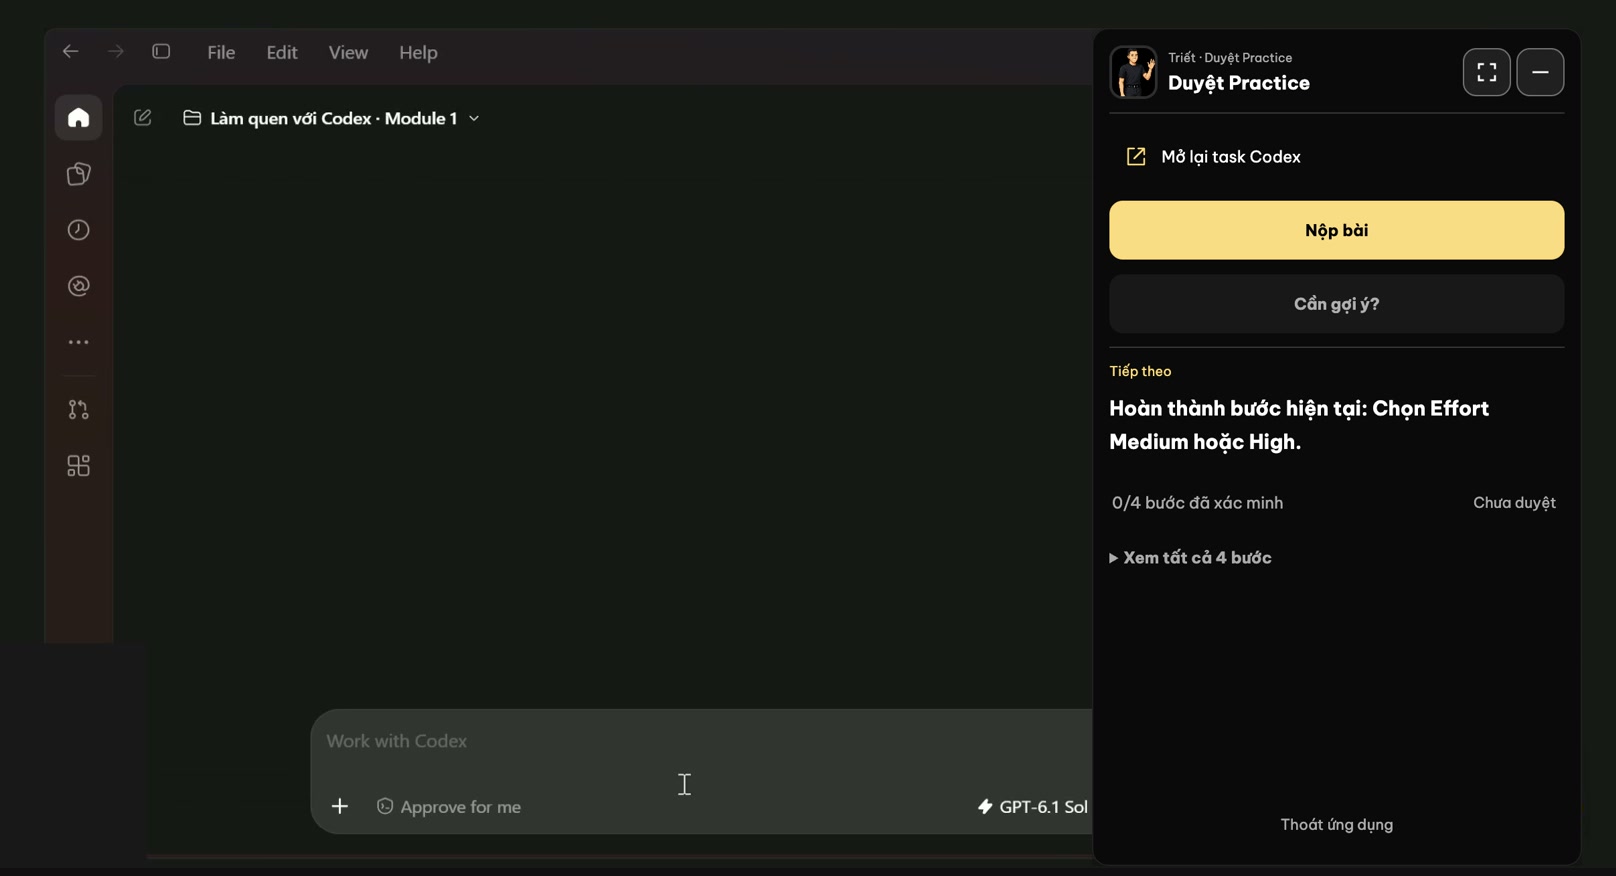 File Edit View Help
Làm quen với Codex · Module 1
Work with Codex
Approve for me
GPT-6.1 Sol
Triết · Duyệt Practice
Duyệt Practice
Mở lại task Codex
Nộp bài
Cần gợi ý?
Tiếp theo
Hoàn thành bước hiện tại: Chọn Effort
Medium hoặc High.
0/4 bước đã xác minh Chưa duyệt
Xem tất cả 4 bước
Thoát ứng dụng